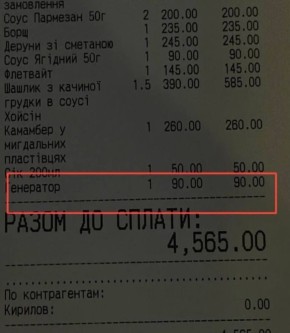 замовлення
Соус Пармезан 50г 2 200.00 200.00
Борщ 1 235.00 235.00
Деруни зі сметаною 1 245.00 245.00
Соус Ягідний 50г 1 90.00 90.00
Флетвайт 1 145.00 145.00
Шашлик з качиної 1.5 390.00 585.00
грудки в соусі
Хойсін
Камамбер у 1 260.00 260.00
мигдальних
пластівцях
Сік 200мл 1 50.00 50.00
Генератор 1 90.00 90.00
РАЗОМ ДО СПЛАТИ:
4,565.00
По контрагентам:
Кирилов: 0.00